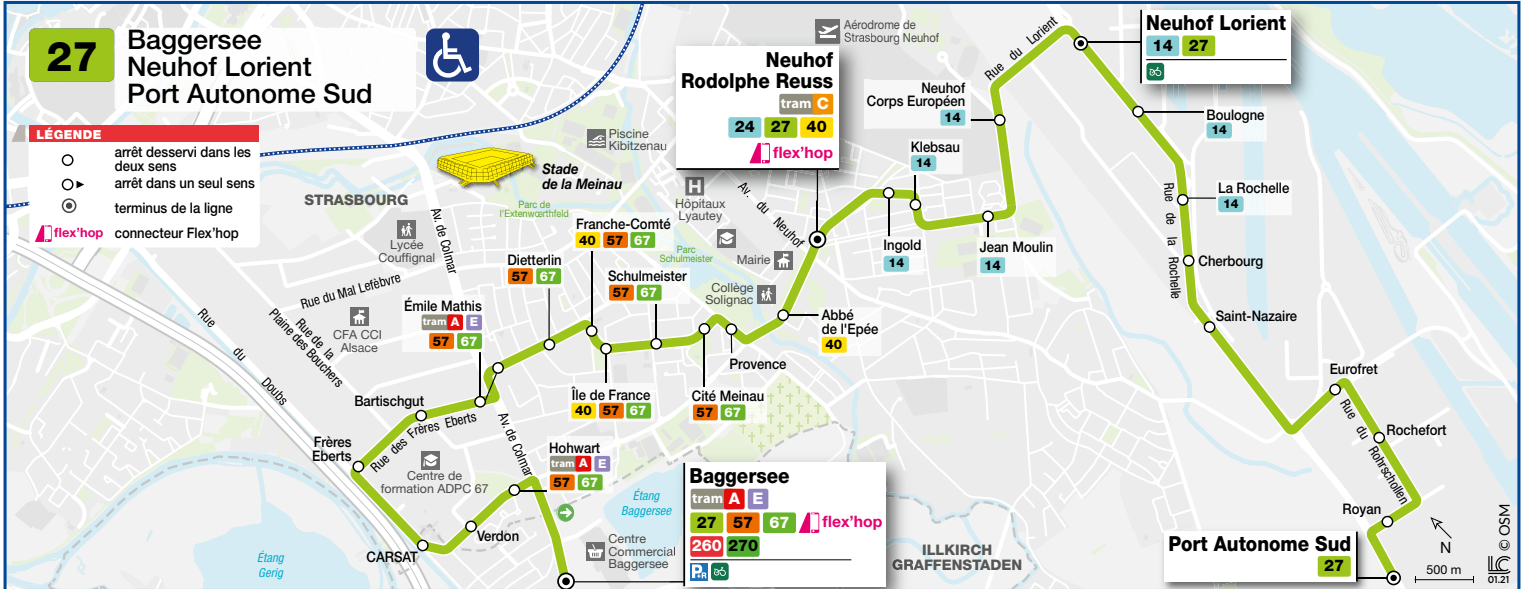 27
Baggersee
Neuhof Lorient
Port Autonome Sud
LÉGENDE
arrêt desservi dans les
deux sens
arrêt dans un seul sens
terminus de la ligne
flex'hop connecteur Flex'hop
STRASBOURG
Lycée
Couffignal
Av. de Colmar
Rue du Mal Lefèbvre
Rue de la
Plaine des Bouchers
CFA CCI
Alsace
Rue du Doubs
Piscine
Kibitzenau
Stade
de la Meinau
Parc de
l'Extenwœrthfeld
Hôpitaux
Lyautey
H
Parc
Schulmeister
Mairie
Collège
Solignac
Av. du Neuhof
Aérodrome de
Strasbourg Neuhof
Neuhof
Rodolphe Reuss
tram C
24 27 40
flex'hop
Neuhof Lorient
14 27
Rue du Lorient
Neuhof
Corps Européen
14
Klebsau
14
Ingold
14
Jean Moulin
14
Boulogne
14
La Rochelle
14
Rue de la Rochelle
Cherbourg
Saint-Nazaire
Eurofret
Rue du Rohrschollen
Rochefort
Royan
Port Autonome Sud
27
Franche-Comté
40 57 67
Dietterlin
57 67
Schulmeister
57 67
Émile Mathis
tram A E
57 67
Île de France
40 57 67
Cité Meinau
57 67
Provence
Abbé
de l'Epée
40
Bartischgut
Rue des Frères Eberts
Frères
Eberts
Centre de
formation ADPC 67
Av. de Colmar
Hohwart
tram A E
57 67
Verdon
CARSAT
Étang
Gerig
Étang
Baggersee
Centre
Commercial
Baggersee
Baggersee
tram A E
27 57 67 flex'hop
260 270
P+R
ILLKIRCH
GRAFFENSTADEN
N
500 m
© OSM
01.21